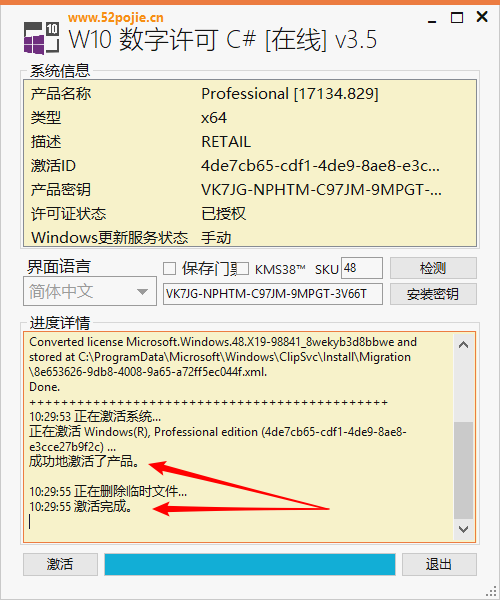 www.52pojie.cn
10
W10 数字许可 C# [在线] v3.5
系统信息
产品名称 Professional [17134.829]
类型 x64
描述 RETAIL
激活ID 4de7cb65-cdf1-4de9-8ae8-e3c...
产品密钥 VK7JG-NPHTM-C97JM-9MPGT-...
许可证状态 已授权
Windows更新服务状态 手动
界面语言 保存门票 KMS38™ SKU 48 检测
简体中文 VK7JG-NPHTM-C97JM-9MPGT-3V66T 安装密钥
进度详情
Converted license Microsoft.Windows.48.X19-98841_8wekyb3d8bbwe and
stored at C:\ProgramData\Microsoft\Windows\ClipSvc\Install\Migration
\8e653626-9db8-4008-9a65-a72ff5ec044f.xml.
Done.
++++++++++++++++++++++++++++++++++++++++++++
10:29:53 正在激活系统...
正在激活 Windows(R), Professional edition (4de7cb65-cdf1-4de9-8ae8-
e3cce27b9f2c) ...
成功地激活了产品。
10:29:55 正在删除临时文件...
10:29:55 激活完成。
激活 退出